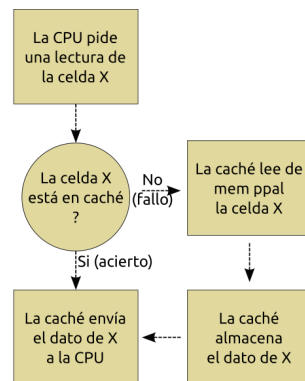 La CPU pide
una lectura de
la celda X
La celda X
está en caché
?
No
(fallo)
La caché lee de
mem ppal
la celda X
Si (acierto)
La caché envía
el dato de X
a la CPU
La caché
almacena
el dato de X